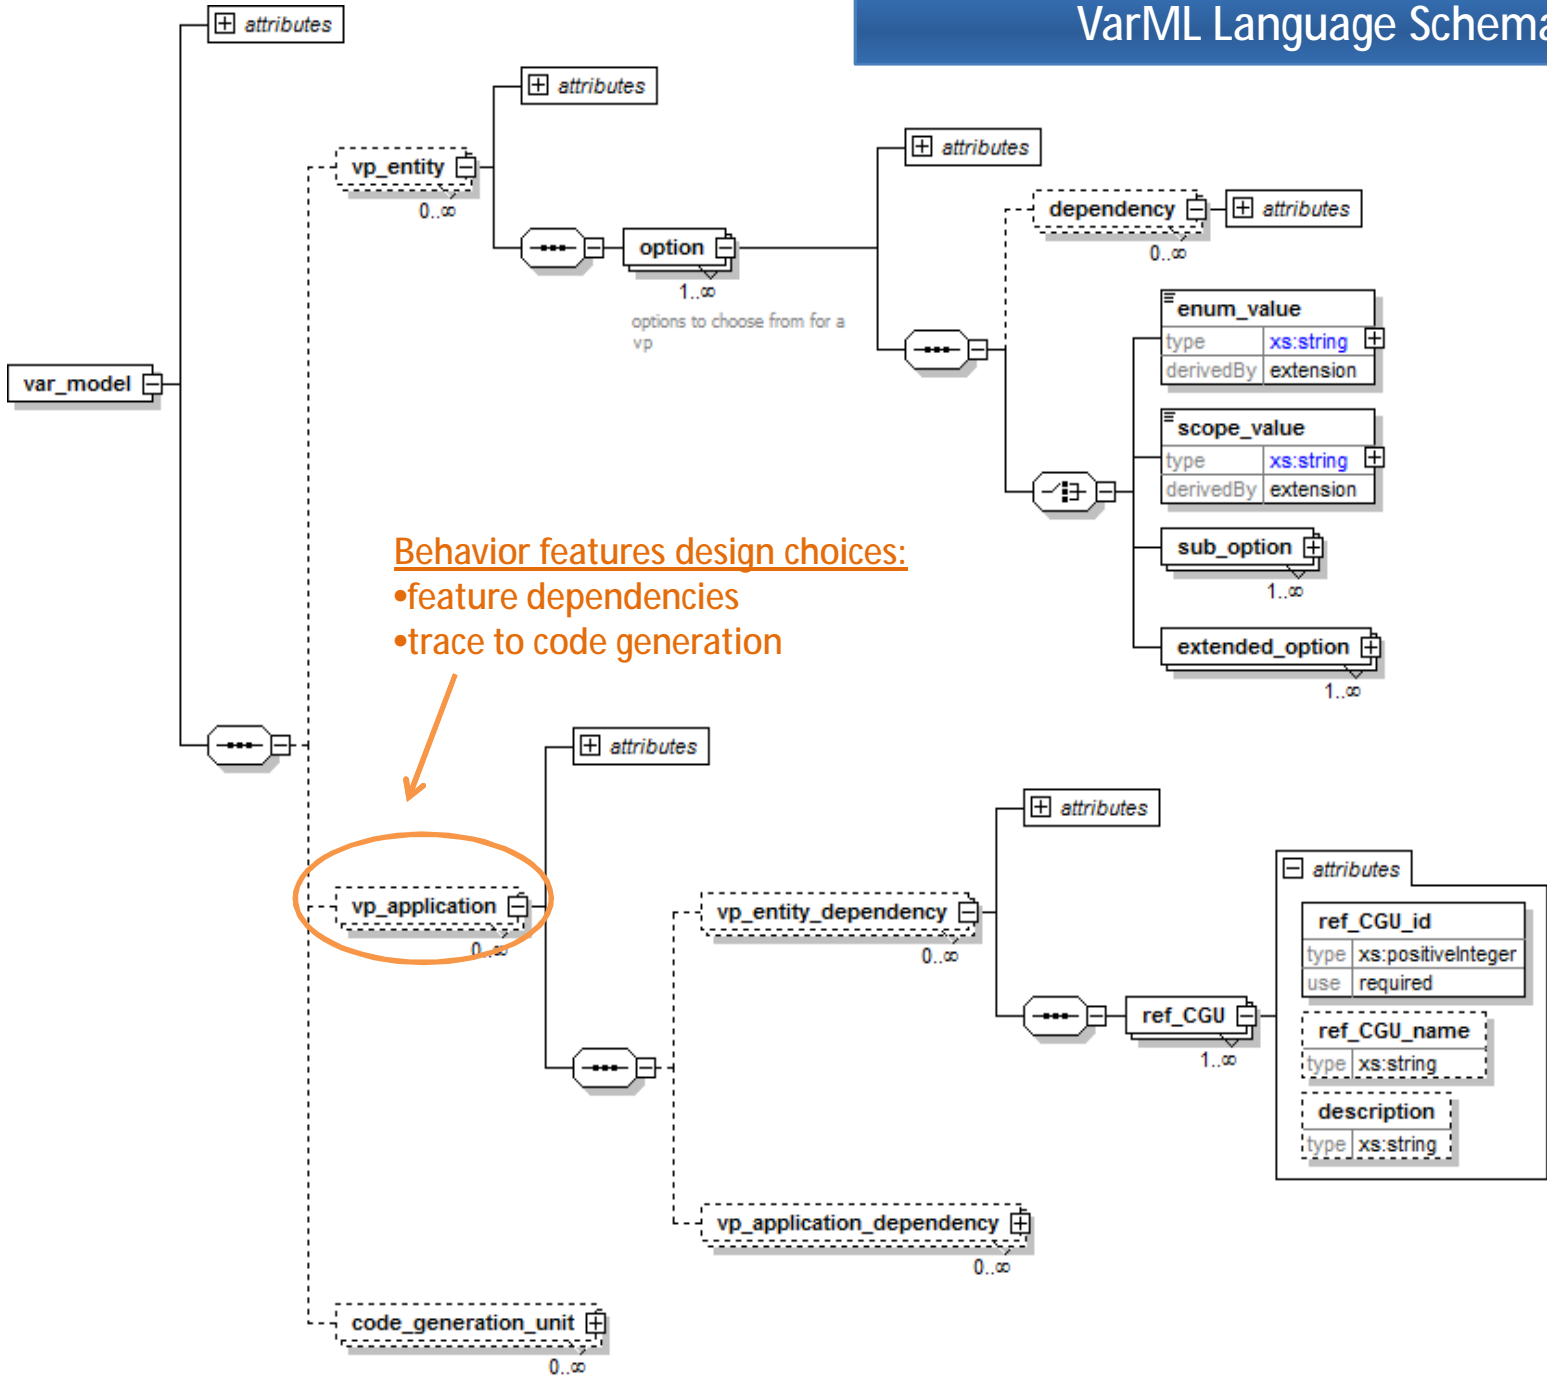 VarML Language Schema
attributes
attributes
vp_entity
0..∞
attributes
dependency
attributes
0..∞
option
1..∞
options to choose from for a
vp
enum_value
type xs:string
derivedBy extension
var_model
scope_value
type xs:string
derivedBy extension
sub_option
1..∞
extended_option
1..∞
Behavior features design choices:
•feature dependencies
•trace to code generation
attributes
attributes
attributes
vp_application
0..∞
vp_entity_dependency
0..∞
ref_CGU_id
type xs:positiveInteger
use required
ref_CGU
1..∞
ref_CGU_name
type xs:string
description
type xs:string
vp_application_dependency
0..∞
code_generation_unit
0..∞